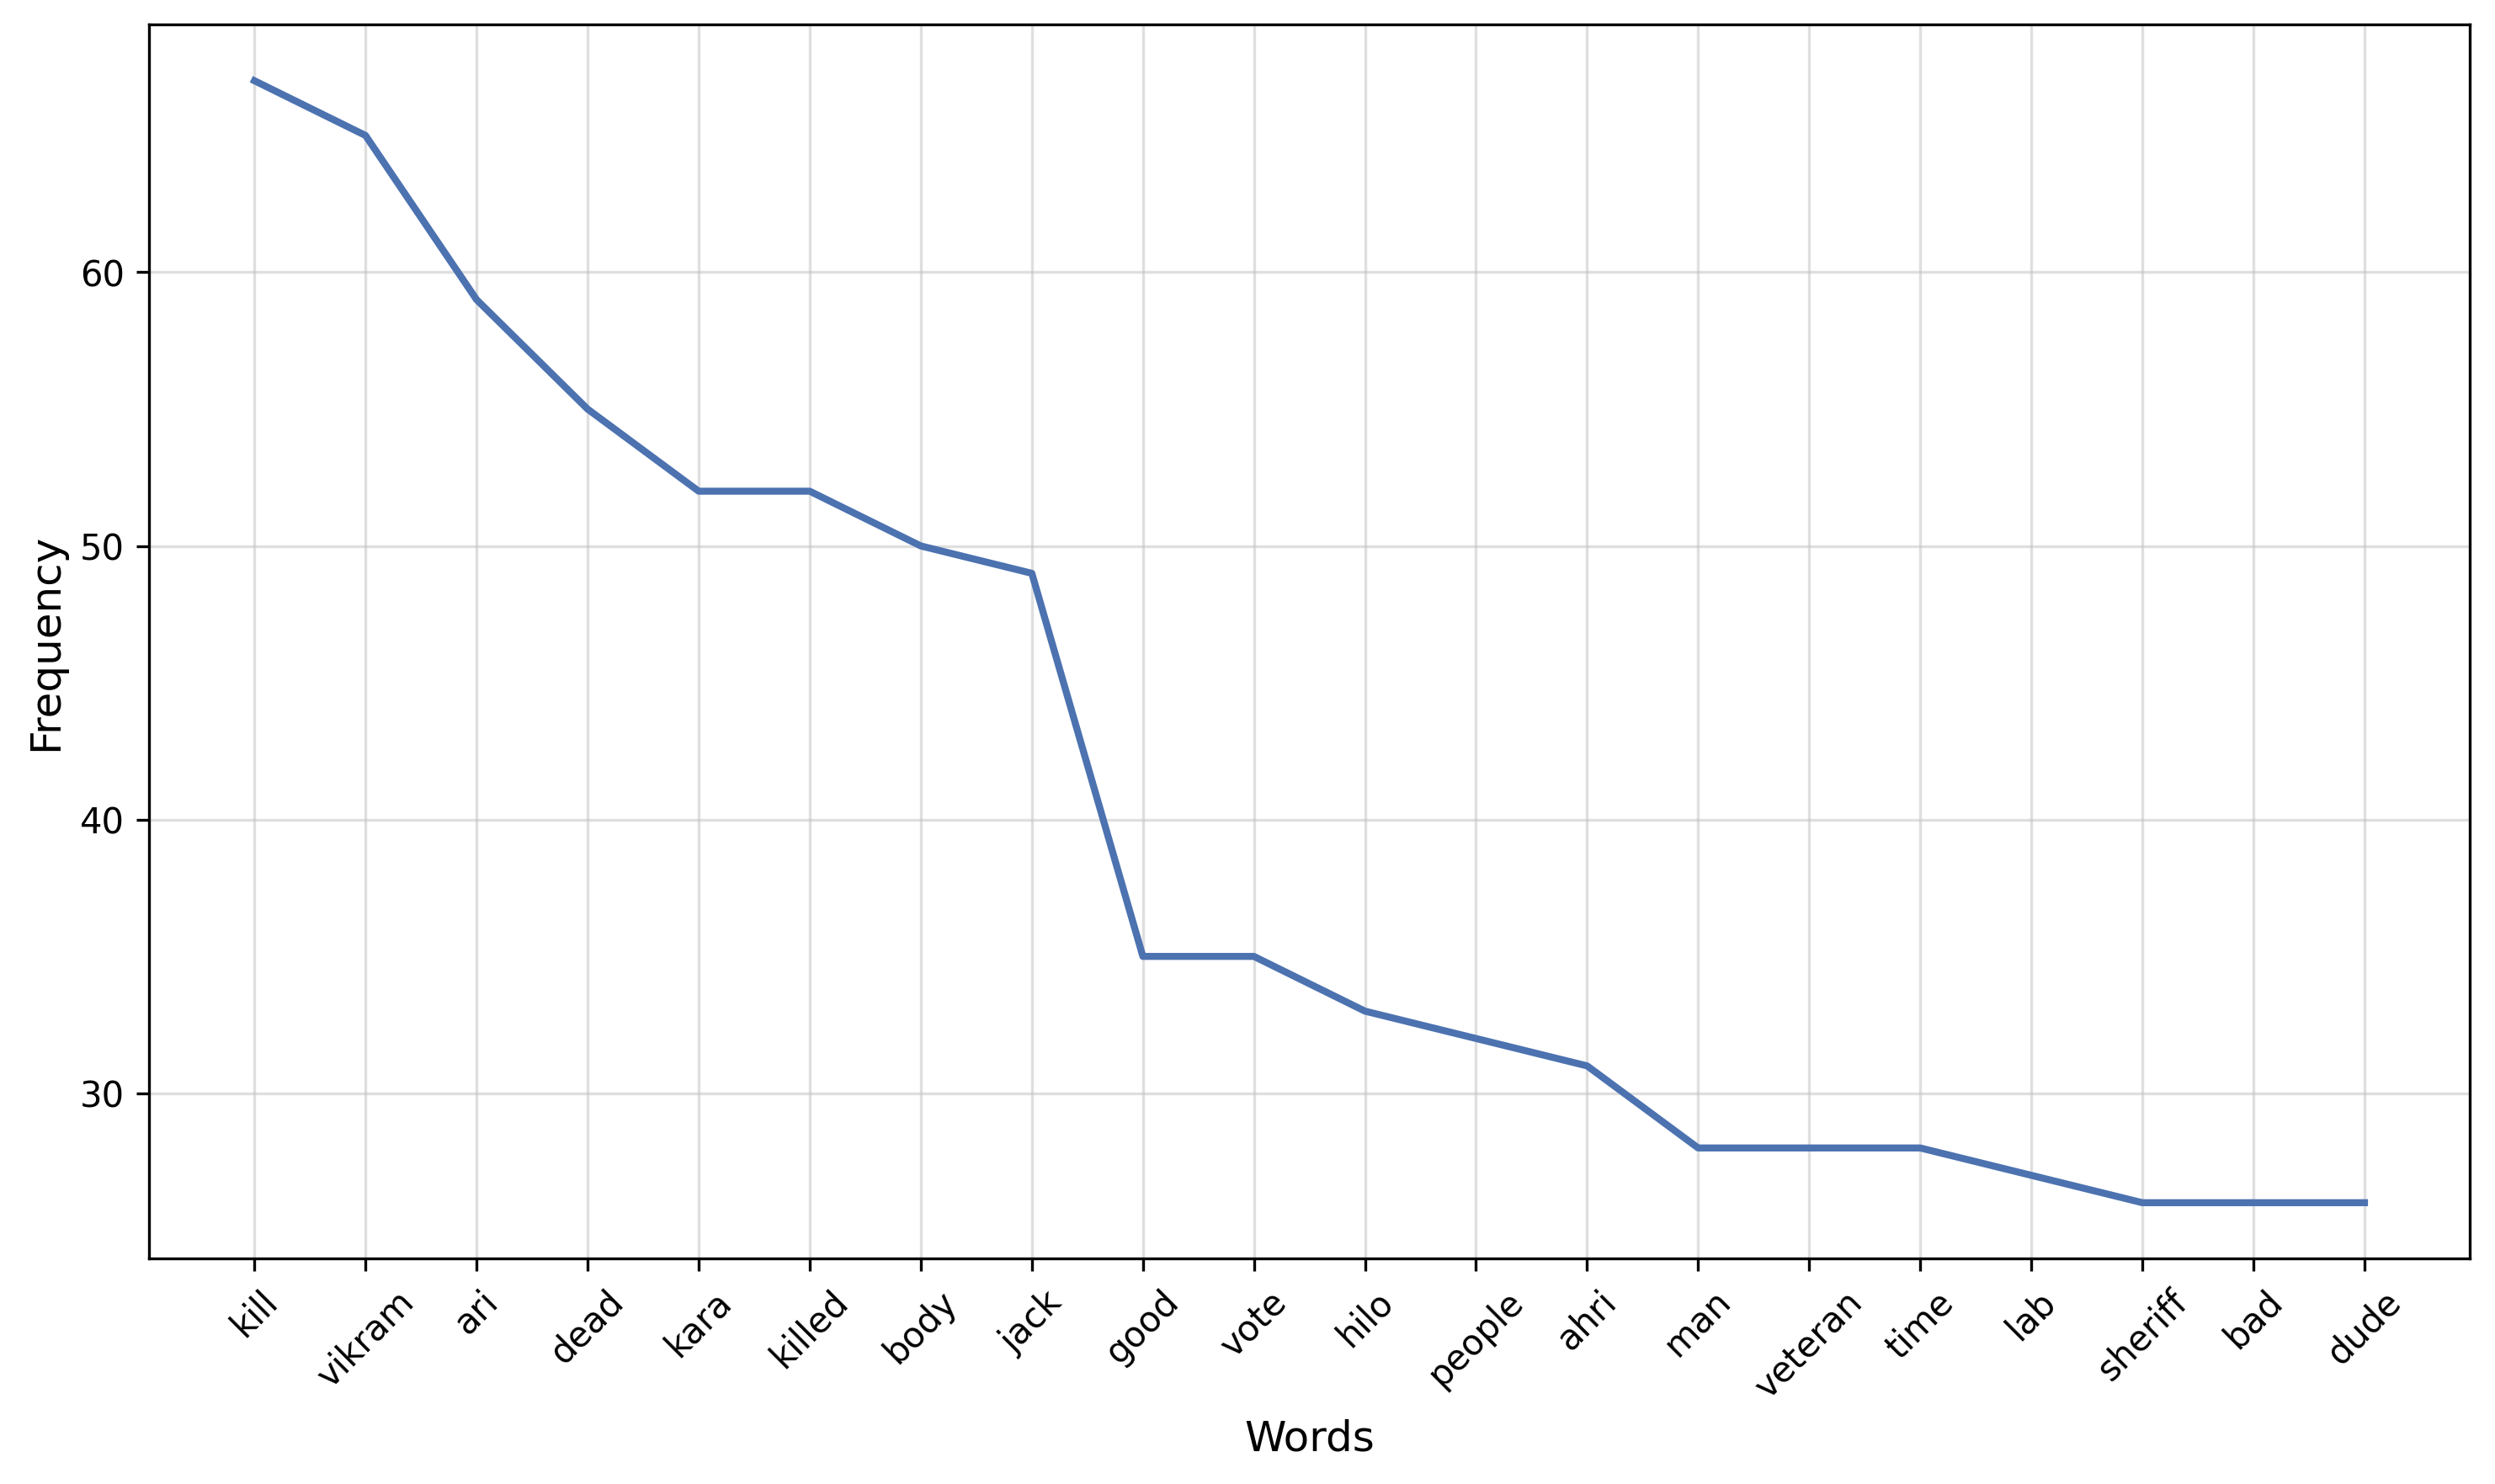 Frequency
60
50
40
30
kill vikram ari dead kara killed body jack good vote hilo people ahri man veteran time lab sheriff bad dude
Words